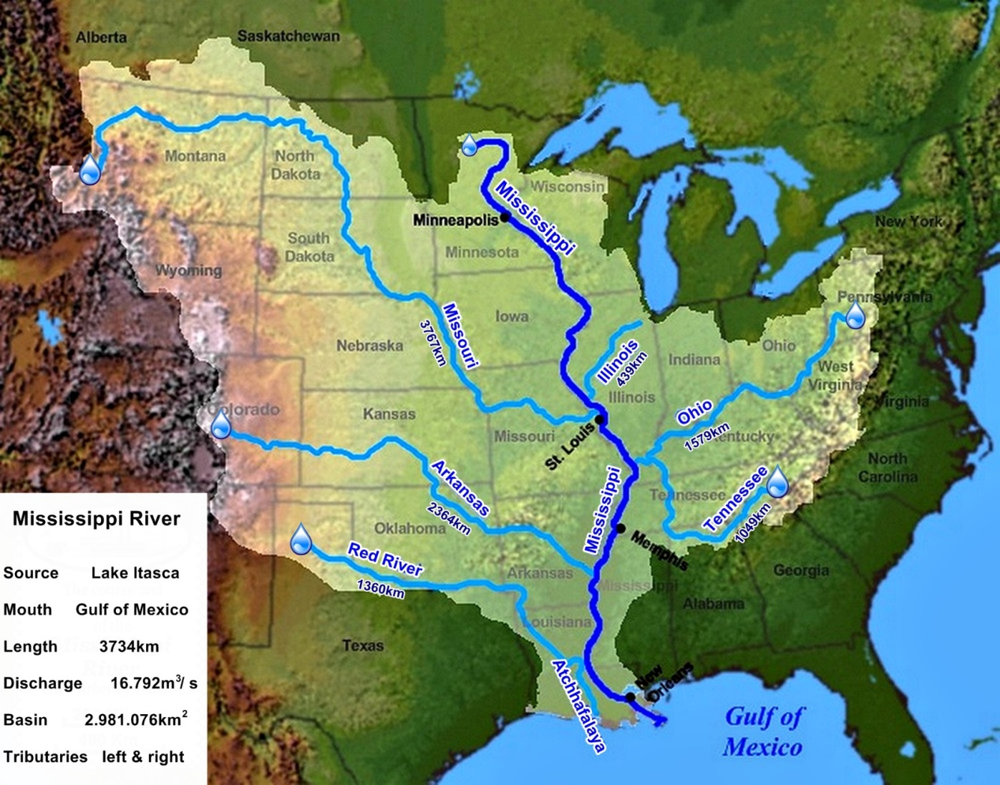 Alberta
Saskatchewan
Montana
North
Dakota
Wisconsin
Mississippi
Minneapolis
New York
South
Dakota
Minnesota
Wyoming
Pennsylvania
Missouri
3767km
Iowa
Nebraska
Illinois
439km
Indiana
Ohio
West
Virginia
Colorado
Kansas
Illinois
Virginia
Ohio
1579km
Missouri
St. Louis
Kentucky
North
Carolina
Arkansas
2364km
Mississippi
Tennessee
Tennessee
1049km
Oklahoma
Memphis
Red River
1360km
Arkansas
Mississippi
Georgia
Alabama
Louisiana
Texas
Atchhafalaya
New
Orleans
Gulf of
Mexico
Mississippi River
Source Lake Itasca
Mouth Gulf of Mexico
Length 3734km
Discharge 16.792m³/ s
Basin 2.981.076km²
Tributaries left & right